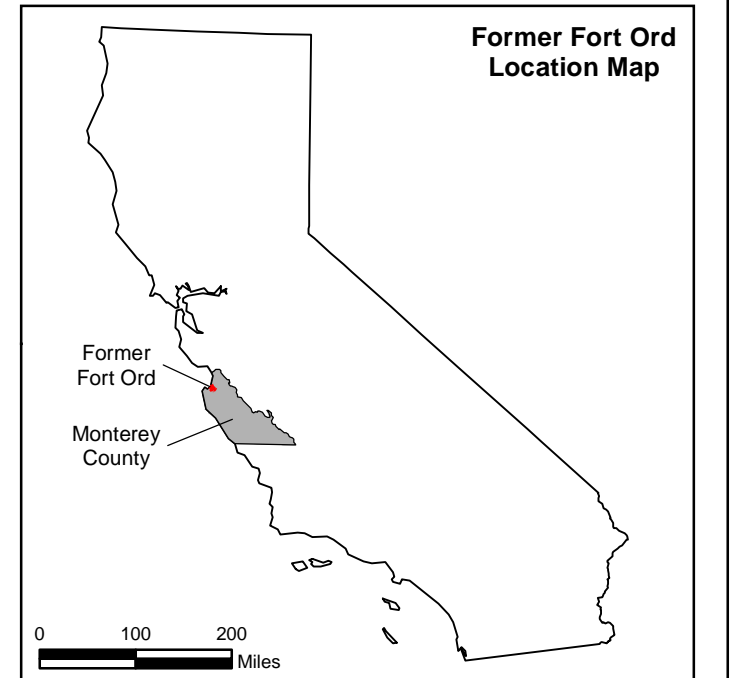 Former Fort Ord
Location Map
Former
Fort Ord
Monterey
County
0 100 200
Miles